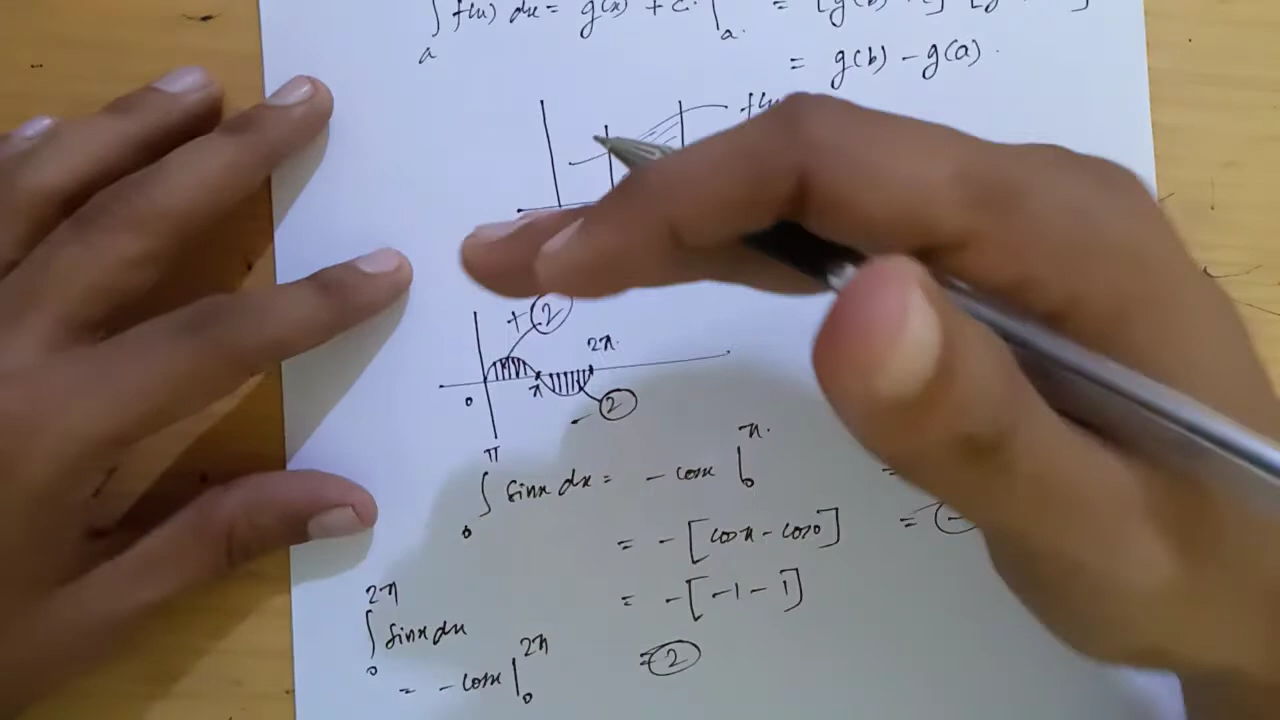 ∫ₐ f(x) dx = g(x) + c |ₐ = [g(b)
= g(b) - g(a).
+ ②
2π.
0 π
- ②
∫₀^π sinx dx = - cosx |₀^π
= - [cosπ - cos0]
= - [-1 - 1]
= ②
∫₀^2π sinx dx
= - cosx |₀^2π